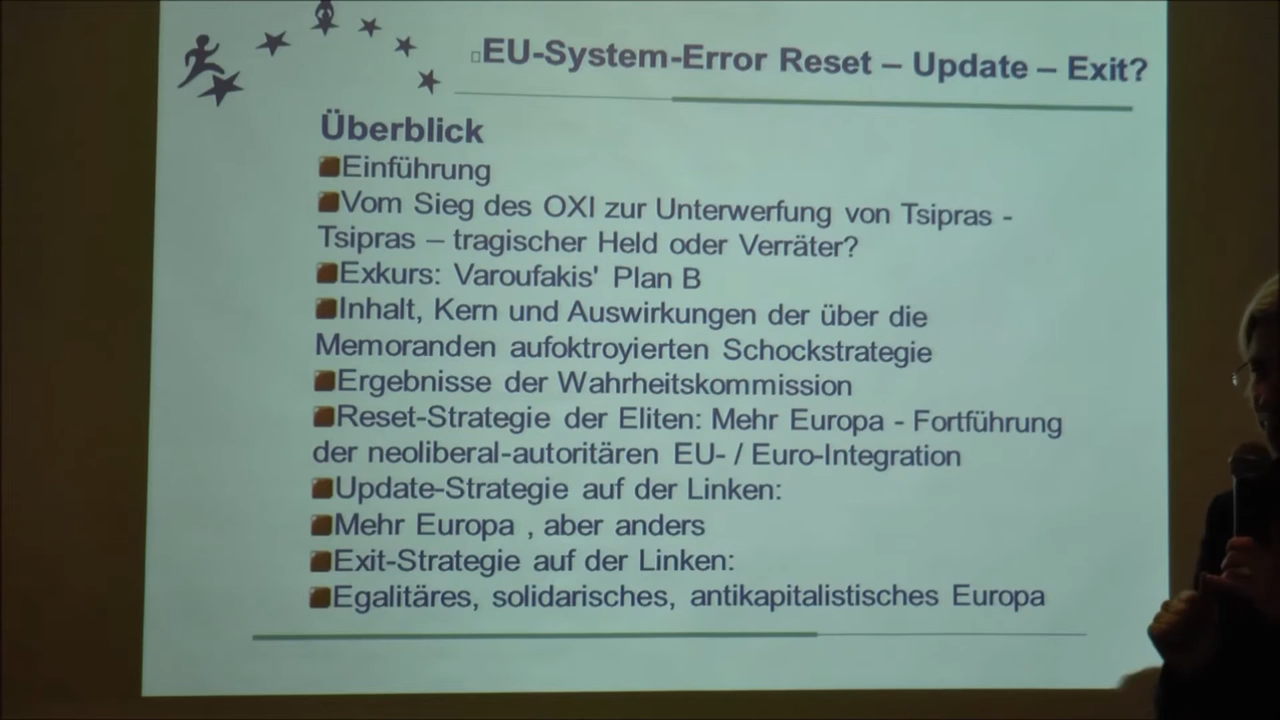 EU-System-Error Reset – Update – Exit?
Überblick
Einführung
Vom Sieg des OXI zur Unterwerfung von Tsipras -
Tsipras – tragischer Held oder Verräter?
Exkurs: Varoufakis' Plan B
Inhalt, Kern und Auswirkungen der über die
Memoranden aufoktroyierten Schockstrategie
Ergebnisse der Wahrheitskommission
Reset-Strategie der Eliten: Mehr Europa - Fortführung
der neoliberal-autoritären EU- / Euro-Integration
Update-Strategie auf der Linken:
Mehr Europa , aber anders
Exit-Strategie auf der Linken:
Egalitäres, solidarisches, antikapitalistisches Europa